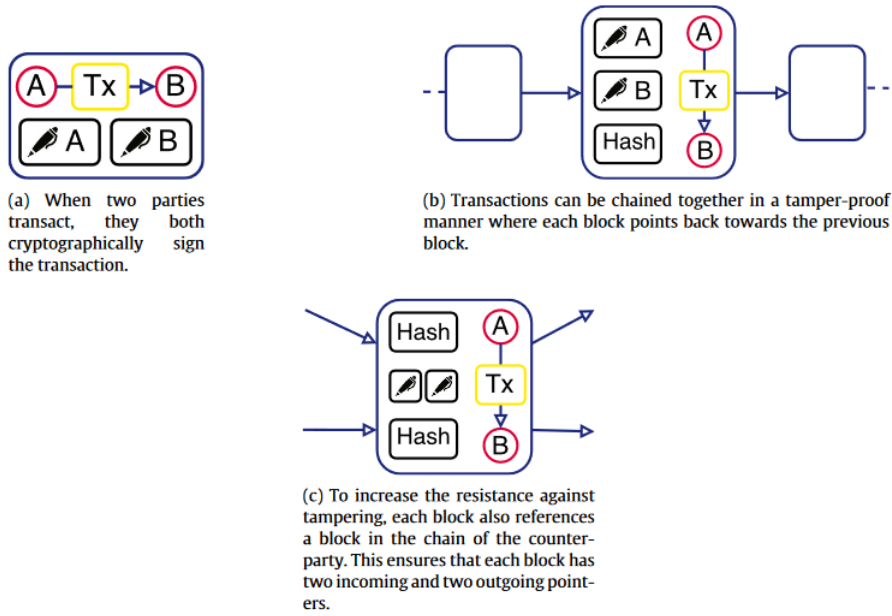 A Tx B
A B
(a) When two parties
transact, they both
cryptographically sign
the transaction.
A A
B Tx
Hash B
(b) Transactions can be chained together in a tamper-proof
manner where each block points back towards the previous
block.
Hash A
Tx
Hash B
(c) To increase the resistance against
tampering, each block also references
a block in the chain of the counter-
party. This ensures that each block has
two incoming and two outgoing point-
ers.